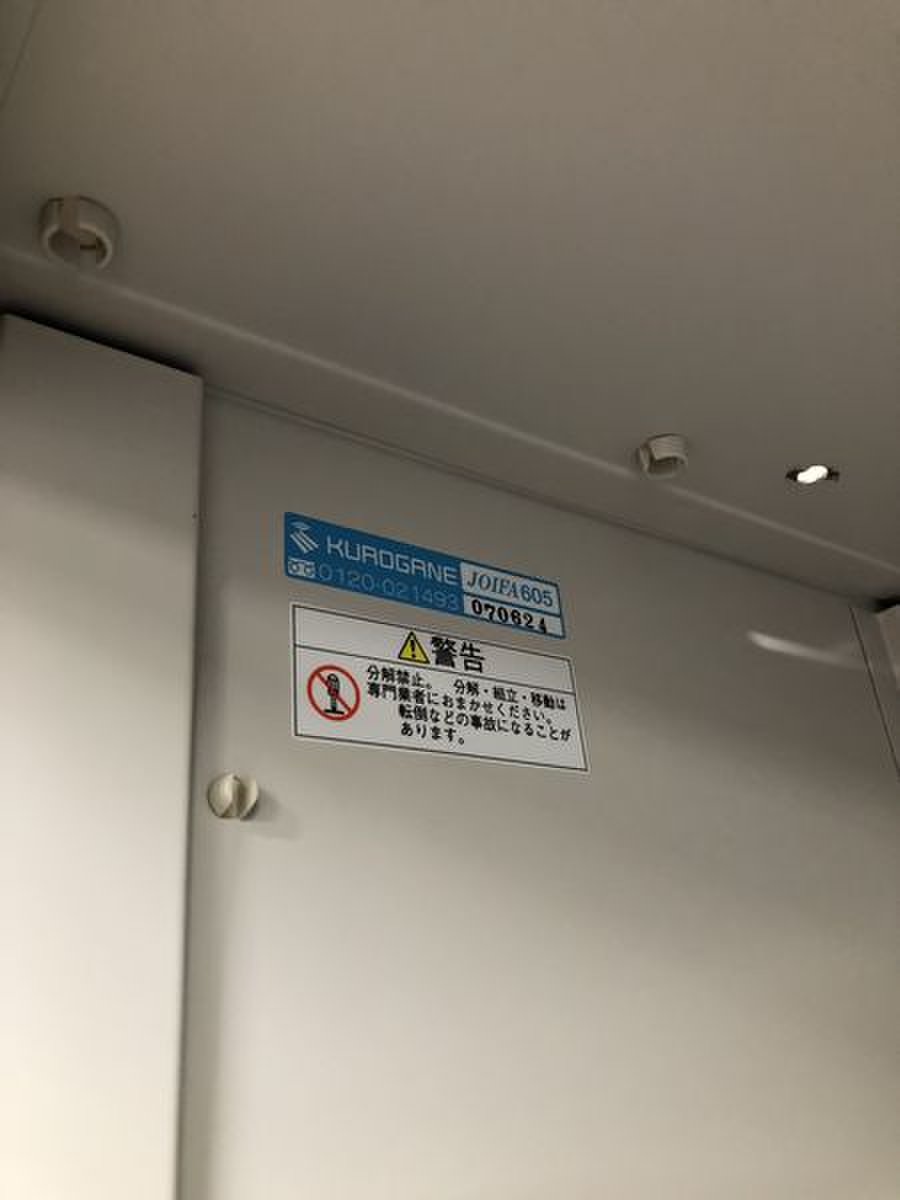 KUROGANE JOIFA605
0120-021493 070624
警告
分解禁止。 分解・組立・移動は
専門業者におまかせください。
転倒などの事故になることが
あります。